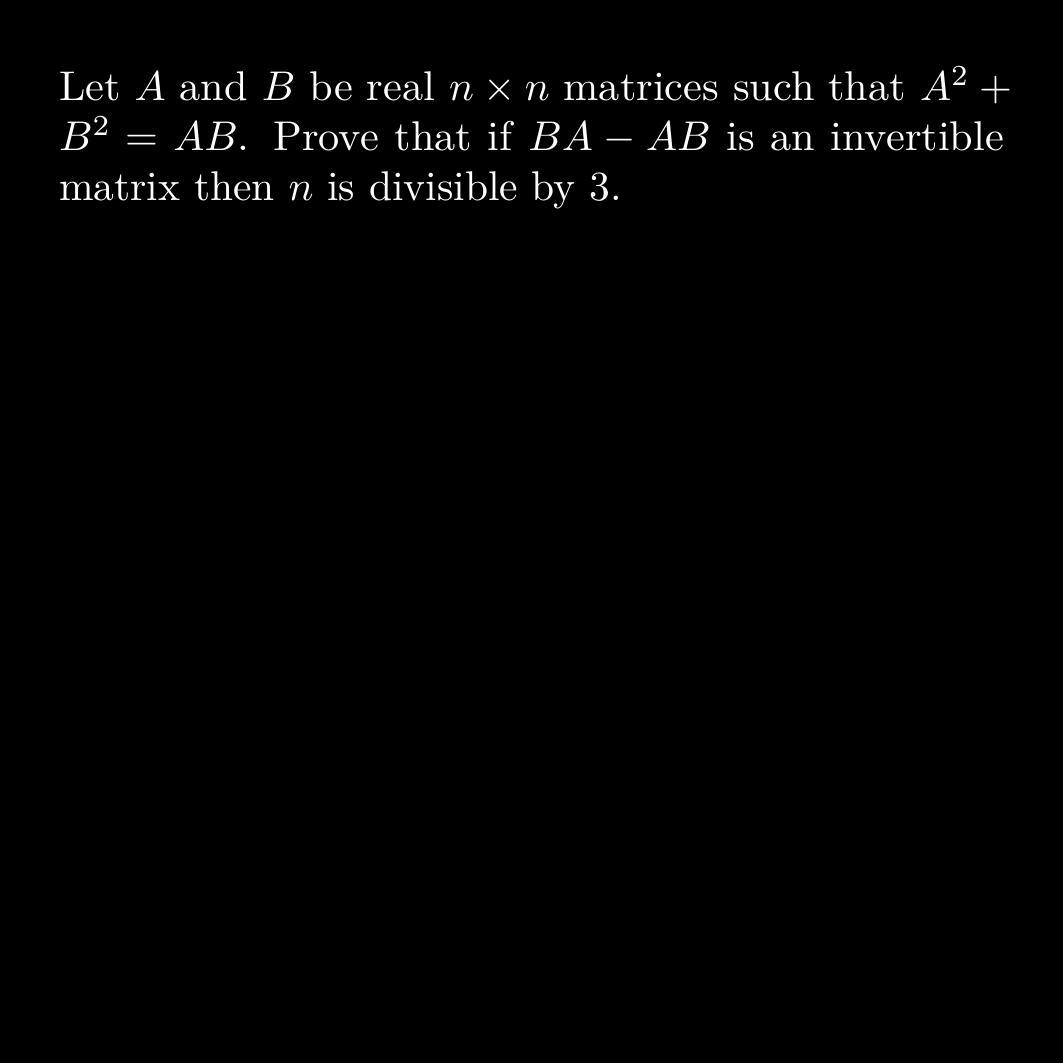 Let $A$ and $B$ be real $n \times n$ matrices such that $A^2 +$
$B^2 = AB$. Prove that if $BA - AB$ is an invertible
matrix then $n$ is divisible by 3.